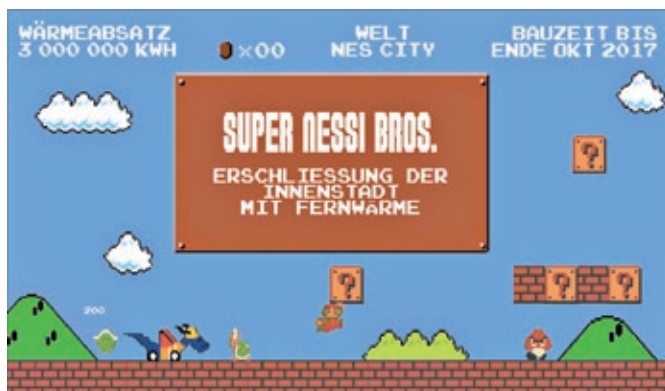 WÄRMEABSATZ
3 000 000 KWH
×00
WELT
NES CITY
BAUZEIT BIS
ENDE OKT 2017
SUPER NESSI BROS.
ERSCHLIESSUNG DER
INNENSTADT
MIT FERNWäRME
?
?
? ?
200